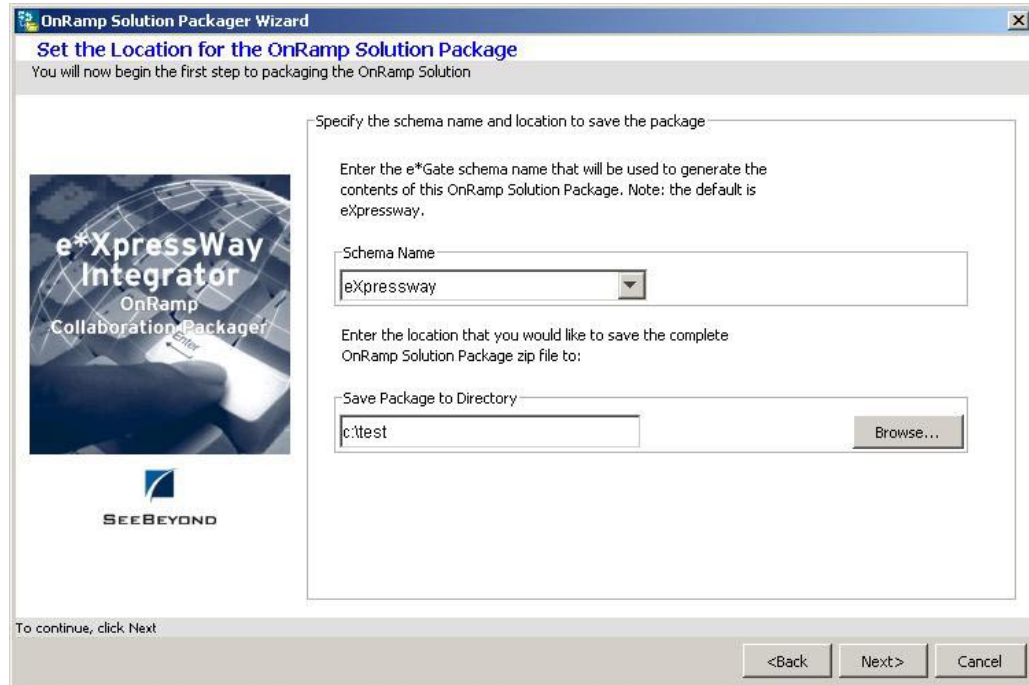 OnRamp Solution Packager Wizard
Set the Location for the OnRamp Solution Package
You will now begin the first step to packaging the OnRamp Solution
Specify the schema name and location to save the package
Enter the e*Gate schema name that will be used to generate the
contents of this OnRamp Solution Package. Note: the default is
eXpressway.
Schema Name
eXpressway
Enter the location that you would like to save the complete
OnRamp Solution Package zip file to:
Save Package to Directory
c:\test
Browse...
e*XpressWay
Integrator
OnRamp
Collaboration Packager
Enter
SEEBEYOND
To continue, click Next
<Back
Next>
Cancel